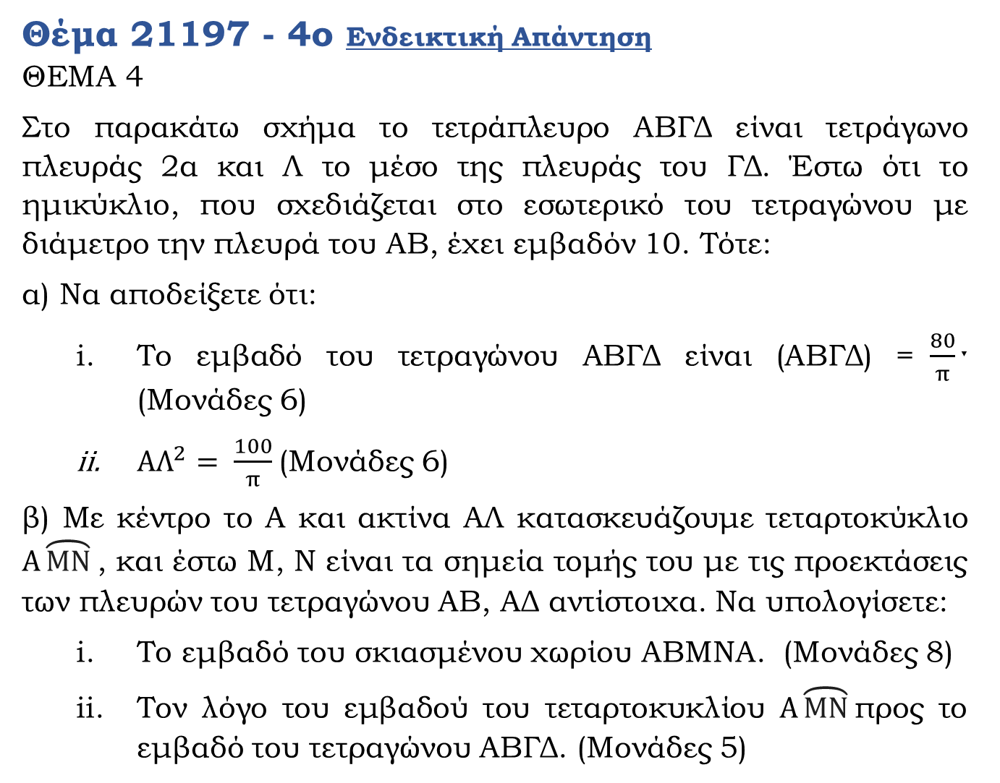 Θέμα 21197 - 4ο Ενδεικτική Απάντηση
ΘΕΜΑ 4
Στο παρακάτω σχήμα το τετράπλευρο ΑΒΓΔ είναι τετράγωνο
πλευράς 2α και Λ το μέσο της πλευράς του ΓΔ. Έστω ότι το
ημικύκλιο, που σχεδιάζεται στο εσωτερικό του τετραγώνου με
διάμετρο την πλευρά του ΑΒ, έχει εμβαδόν 10. Τότε:
α) Να αποδείξετε ότι:
i. Το εμβαδό του τετραγώνου ΑΒΓΔ είναι (ΑΒΓΔ) = \frac{80}{π}.
(Μονάδες 6)
ii. ΑΛ² = \frac{100}{π} (Μονάδες 6)
β) Με κέντρο το Α και ακτίνα ΑΛ κατασκευάζουμε τεταρτοκύκλιο
Α \overset{\frown}{ΜΝ} , και έστω Μ, Ν είναι τα σημεία τομής του με τις προεκτάσεις
των πλευρών του τετραγώνου ΑΒ, ΑΔ αντίστοιχα. Να υπολογίσετε:
i. Το εμβαδό του σκιασμένου χωρίου ΑΒΜΝΑ. (Μονάδες 8)
ii. Τον λόγο του εμβαδού του τεταρτοκυκλίου Α \overset{\frown}{ΜΝ} προς το
εμβαδό του τετραγώνου ΑΒΓΔ. (Μονάδες 5)